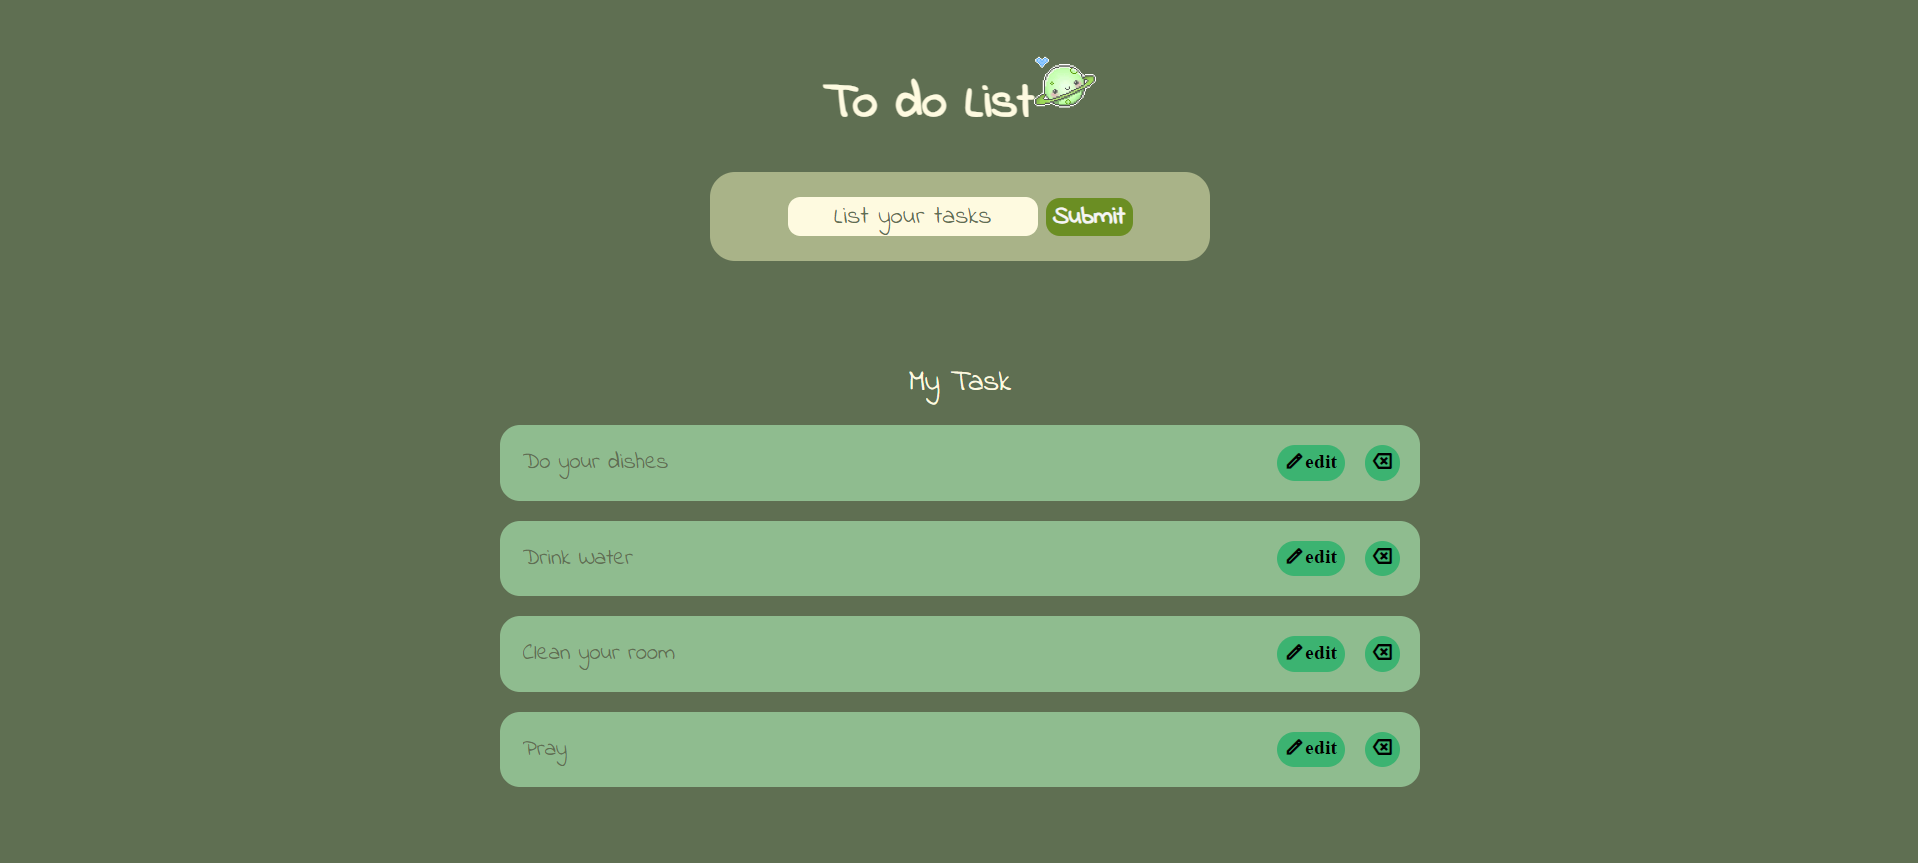 To do List
List your tasks Submit
My Task
Do your dishes edit
Drink water edit
Clean your room edit
Pray edit